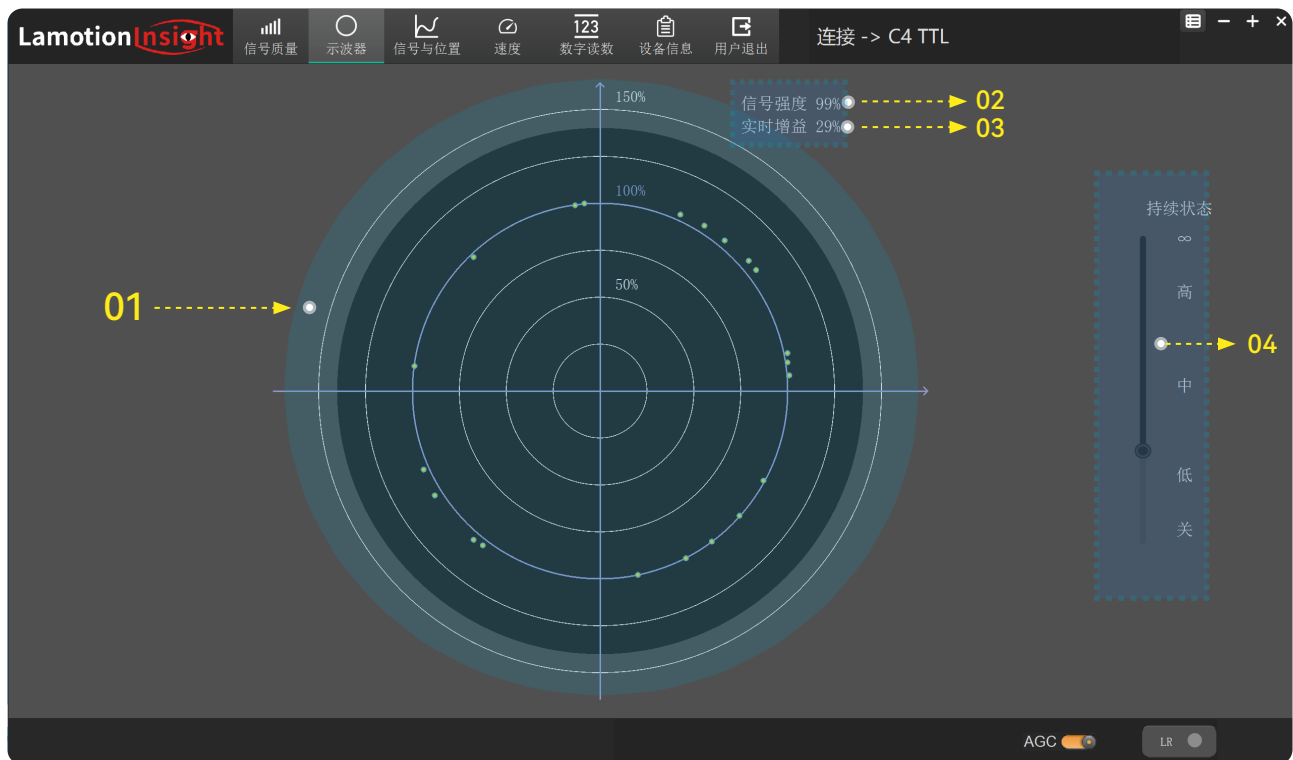 LamotionInsight
信号质量
示波器
信号与位置
速度
123
数字读数
设备信息
用户退出
连接 -> C4 TTL
150%
信号强度 99%
02
实时增益 29%
03
100%
持续状态
∞
50%
高
01
04
中
低
关
AGC
LR